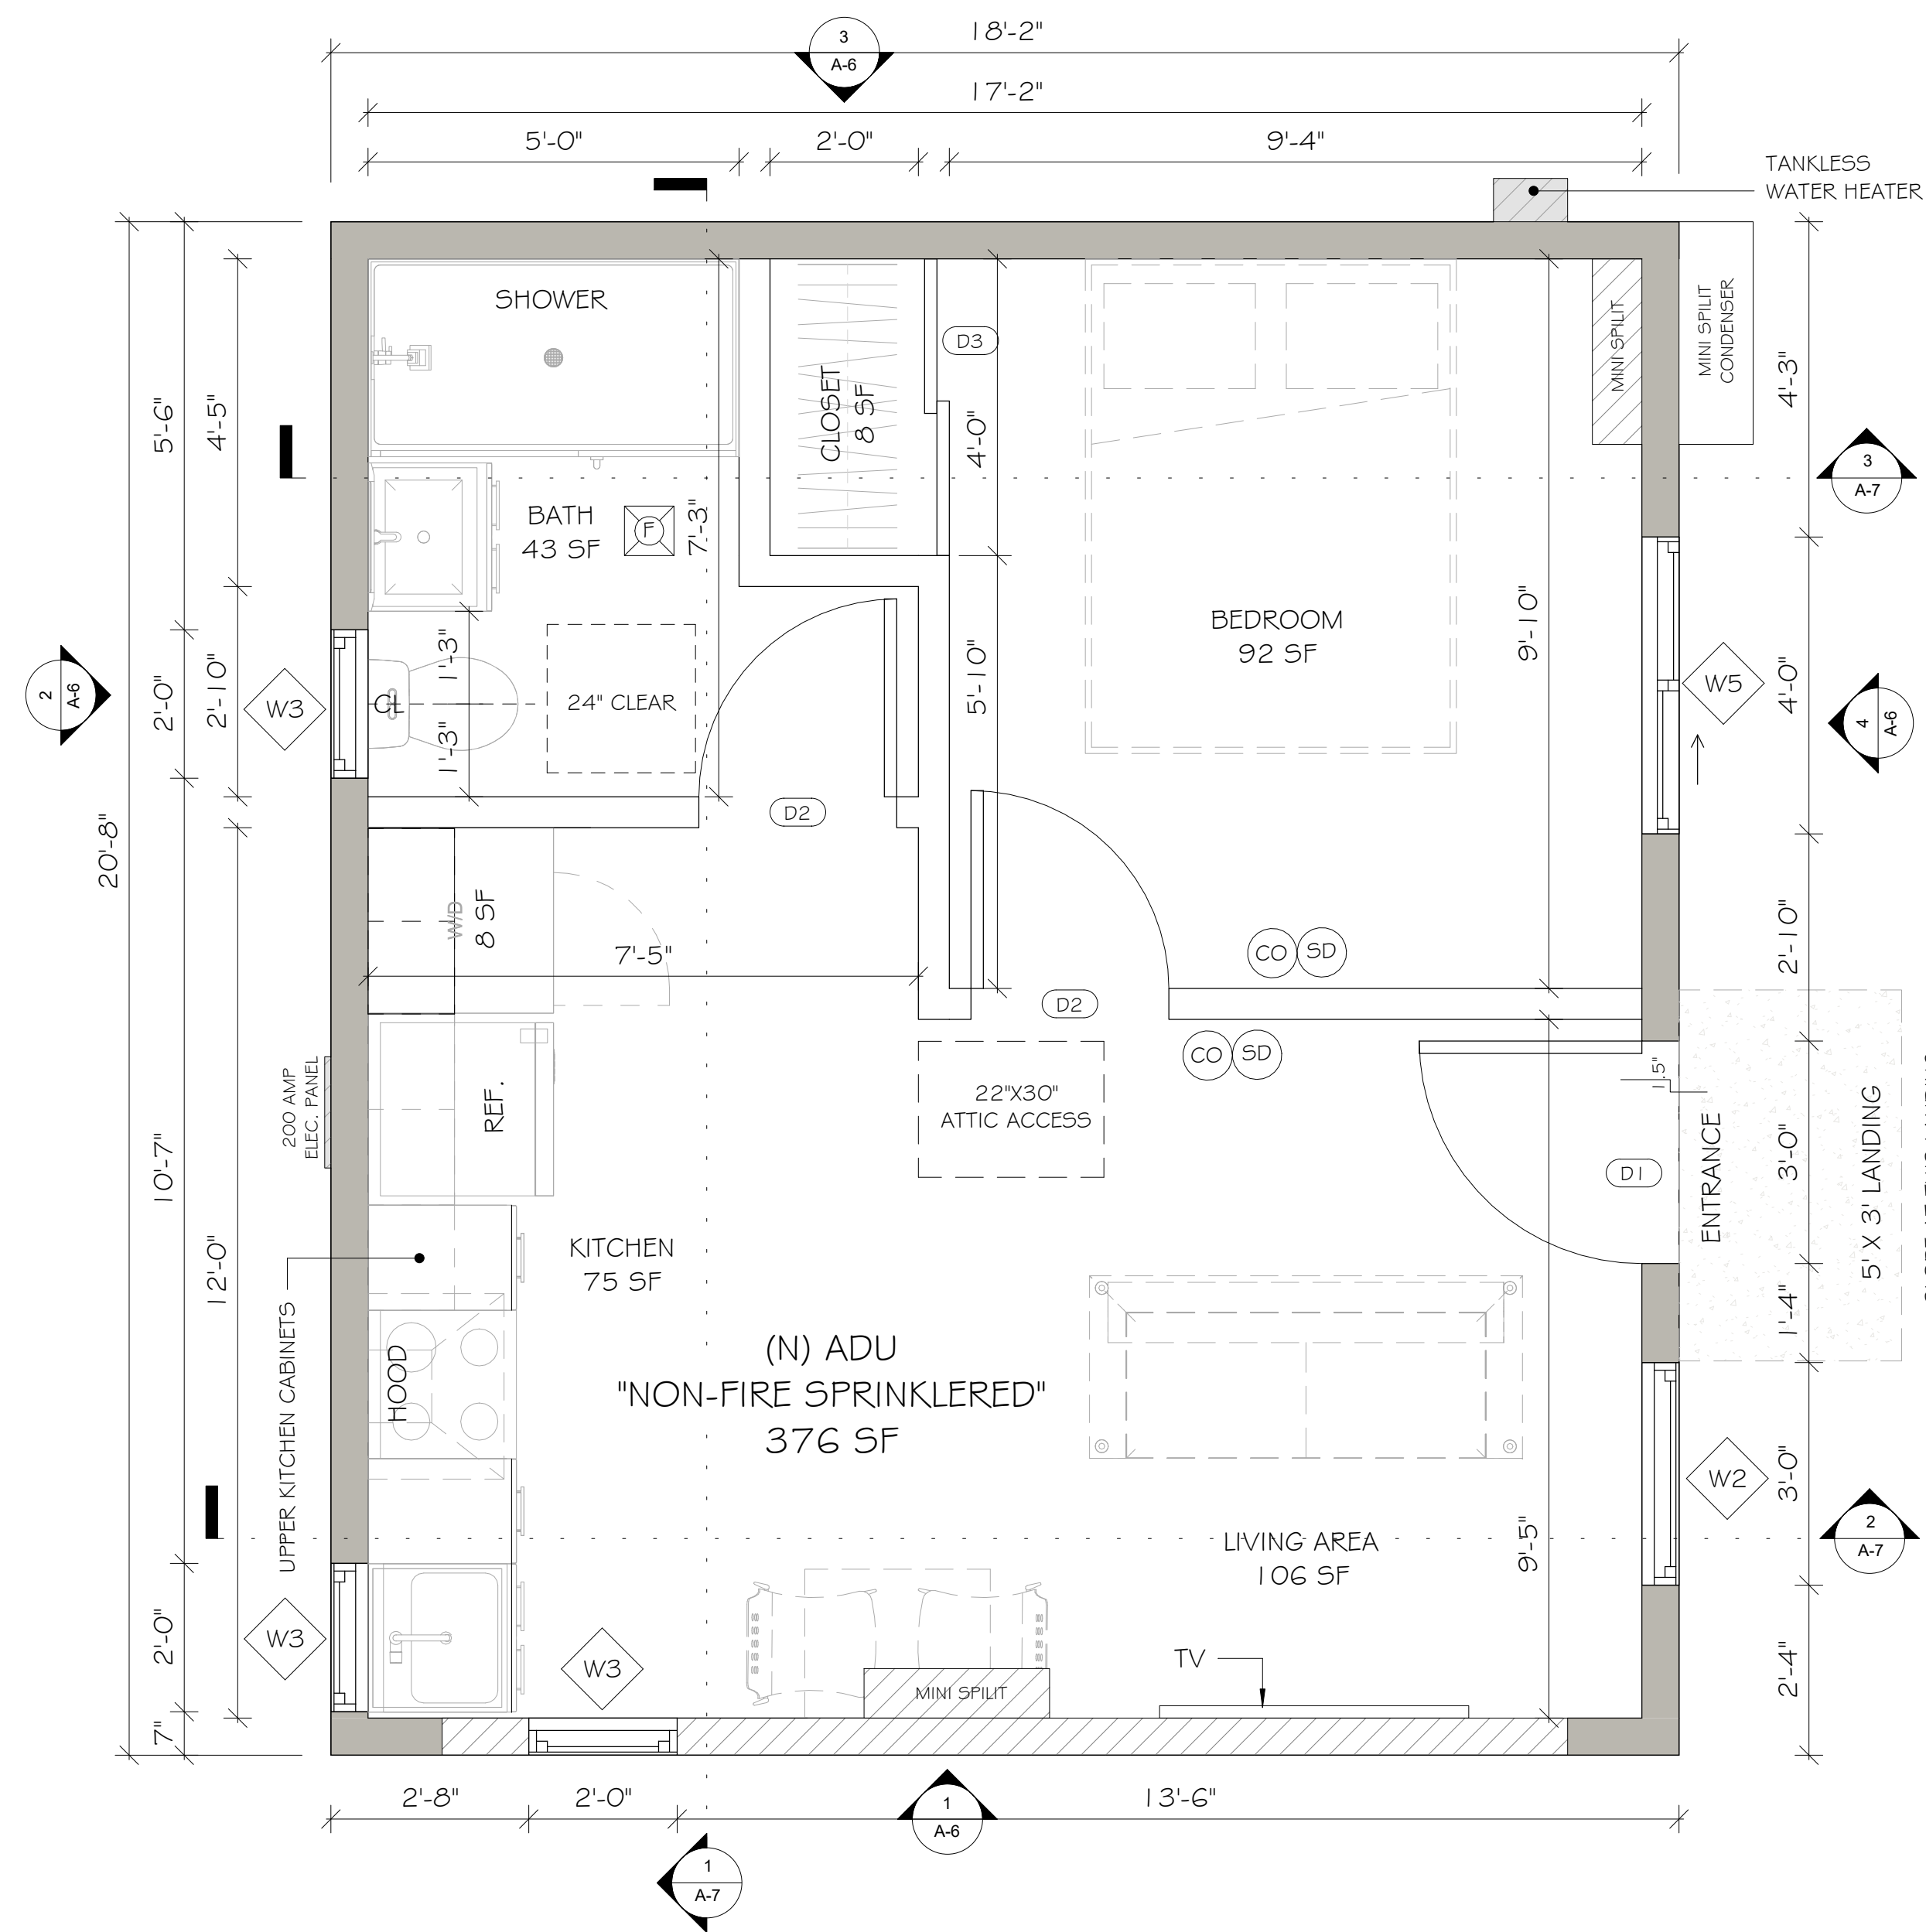 18'-2"
3
A-6
17'-2"
5'-0"
2'-0"
9'-4"
TANKLESS
WATER HEATER
SHOWER
D3
CLOSET
8 SF
MINI SPILIT
MINI SPILIT
CONDENSER
4'-3"
5'-6"
4'-5"
4'-0"
3
A-7
BATH
43 SF
F
7'-3"
BEDROOM
92 SF
9'-10"
2
A-6
W3
2'-0"
2'-10"
CL
1'-3"
1'-3"
24" CLEAR
5'-10"
W5
4'-0"
4
A-6
D2
20'-8"
W/D
8 SF
7'-5"
CO
SD
2'-10"
D2
CO
SD
200 AMP
ELEC. PANEL
REF.
22"X30"
ATTIC ACCESS
1.5"
D1
ENTRANCE
3'-0"
5' X 3' LANDING
10'-7"
12'-0"
KITCHEN
75 SF
1'-4"
UPPER KITCHEN CABINETS
HOOD
(N) ADU
"NON-FIRE SPRINKLERED"
376 SF
W2
3'-0"
2
A-7
LIVING AREA
106 SF
9'-5"
2'-0"
W3
W3
TV
MINI SPILIT
2'-4"
7"
2'-8"
2'-0"
1
A-6
13'-6"
1
A-7